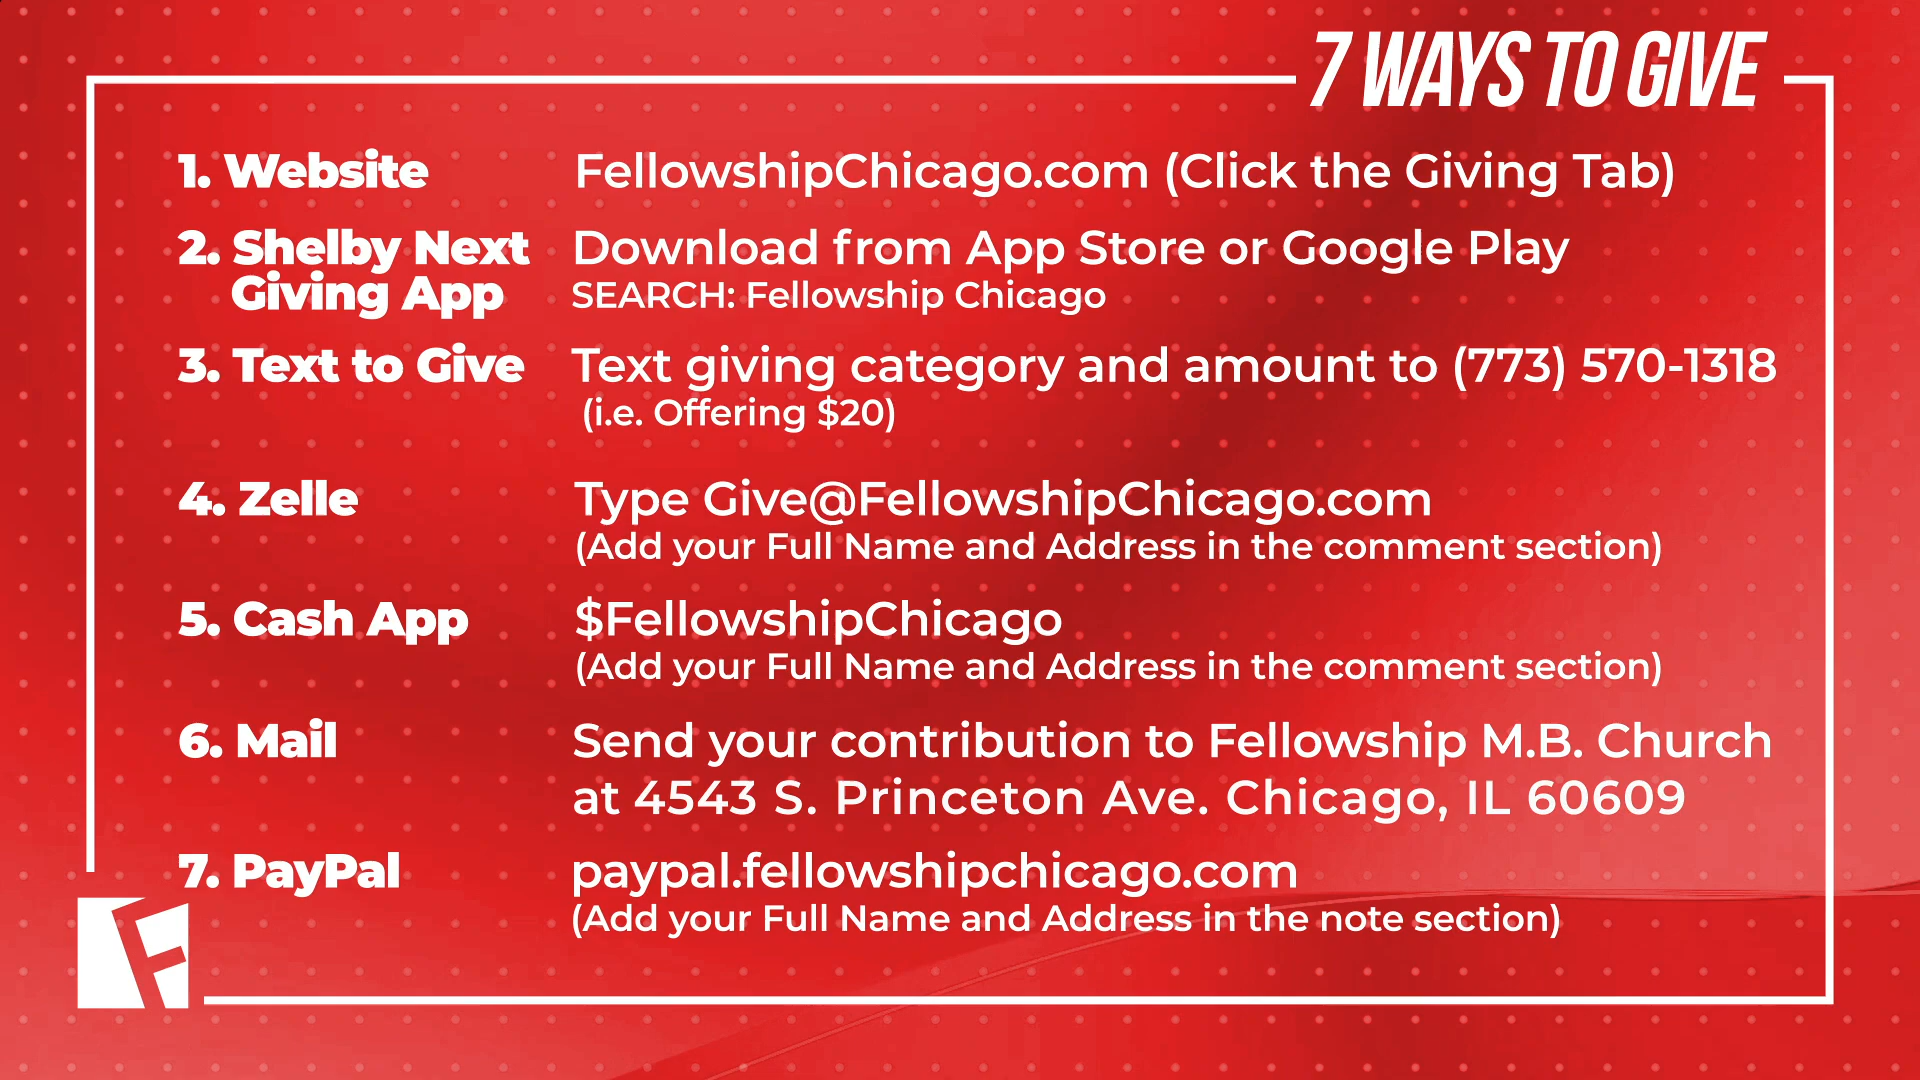 7 WAYS TO GIVE
1. Website FellowshipChicago.com (Click the Giving Tab)
2. Shelby Next Download from App Store or Google Play
Giving App SEARCH: Fellowship Chicago
3. Text to Give Text giving category and amount to (773) 570-1318
(i.e. Offering $20)
4. Zelle Type Give@FellowshipChicago.com
(Add your Full Name and Address in the comment section)
5. Cash App $FellowshipChicago
(Add your Full Name and Address in the comment section)
6. Mail Send your contribution to Fellowship M.B. Church
at 4543 S. Princeton Ave. Chicago, IL 60609
7. PayPal paypal.fellowshipchicago.com
(Add your Full Name and Address in the note section)
F